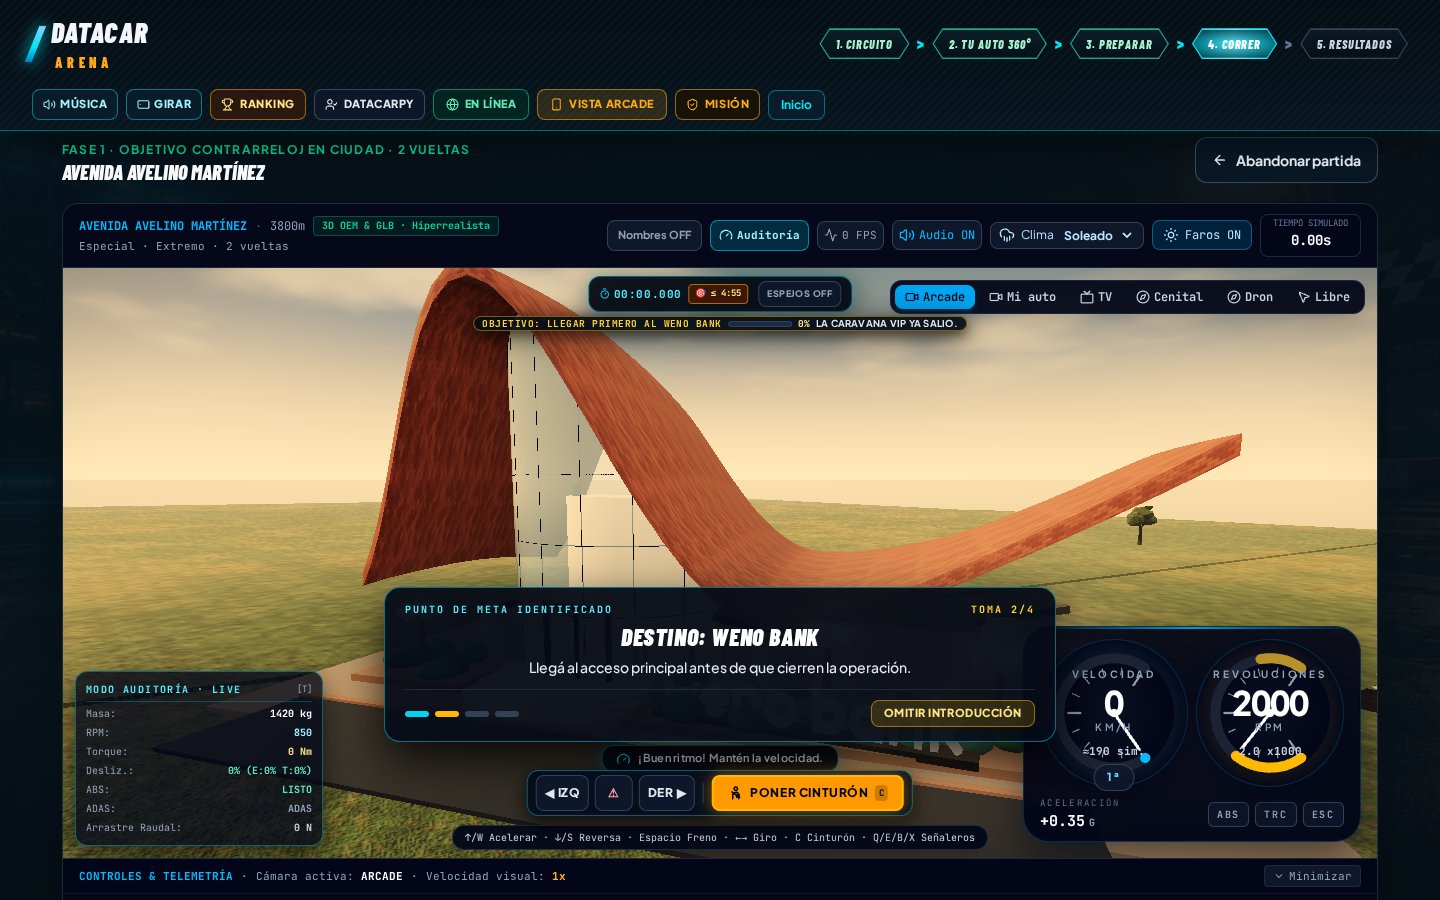 DATACAR
ARENA
1. CIRCUITO > 2. TU AUTO 360° > 3. PREPARAR > 4. CORRER > 5. RESULTADOS
MÚSICA GIRAR RANKING DATACARPY EN LÍNEA VISTA ARCADE MISIÓN Inicio
FASE 1 · OBJETIVO CONTRARRELOJ EN CIUDAD · 2 VUELTAS
AVENIDA AVELINO MARTÍNEZ
← Abandonar partida
AVENIDA AVELINO MARTÍNEZ · 3800m 3D OEM & GLB · Hiperrealista
Especial · Extremo · 2 vueltas
Nombres OFF Auditoría 0 FPS Audio ON Clima Soleado Faros ON
TIEMPO SIMULADO
0.00s
00:00.000 ≤ 4:55 ESPEJOS OFF
Arcade Mi auto TV Cenital Dron Libre
OBJETIVO: LLEGAR PRIMERO AL WENO BANK 0% LA CARAVANA VIP YA SALIO.
PUNTO DE META IDENTIFICADO TOMA 2/4
DESTINO: WENO BANK
Llegá al acceso principal antes de que cierren la operación.
OMITIR INTRODUCCIÓN
MODO AUDITORÍA · LIVE [T]
Masa: 1420 kg
RPM: 850
Torque: 0 Nm
Desliz.: 0% (E:0% T:0%)
ABS: LISTO
ADAS: ADAS
Arrastre Raudal: 0 N
¡Buen ritmo! Mantén la velocidad.
◀ IZQ ⚠ DER ▶ PONER CINTURÓN C
↑/W Acelerar · ↓/S Reversa · Espacio Freno · ←→ Giro · C Cinturón · Q/E/B/X Señaleros
VELOCIDAD
0
KM/H
≈190 sim.
1ª
REVOLUCIONES
2000
RPM
2.0 x1000
ACELERACIÓN
+0.35 G
ABS TRC ESC
CONTROLES & TELEMETRÍA · Cámara activa: ARCADE · Velocidad visual: 1x
Minimizar